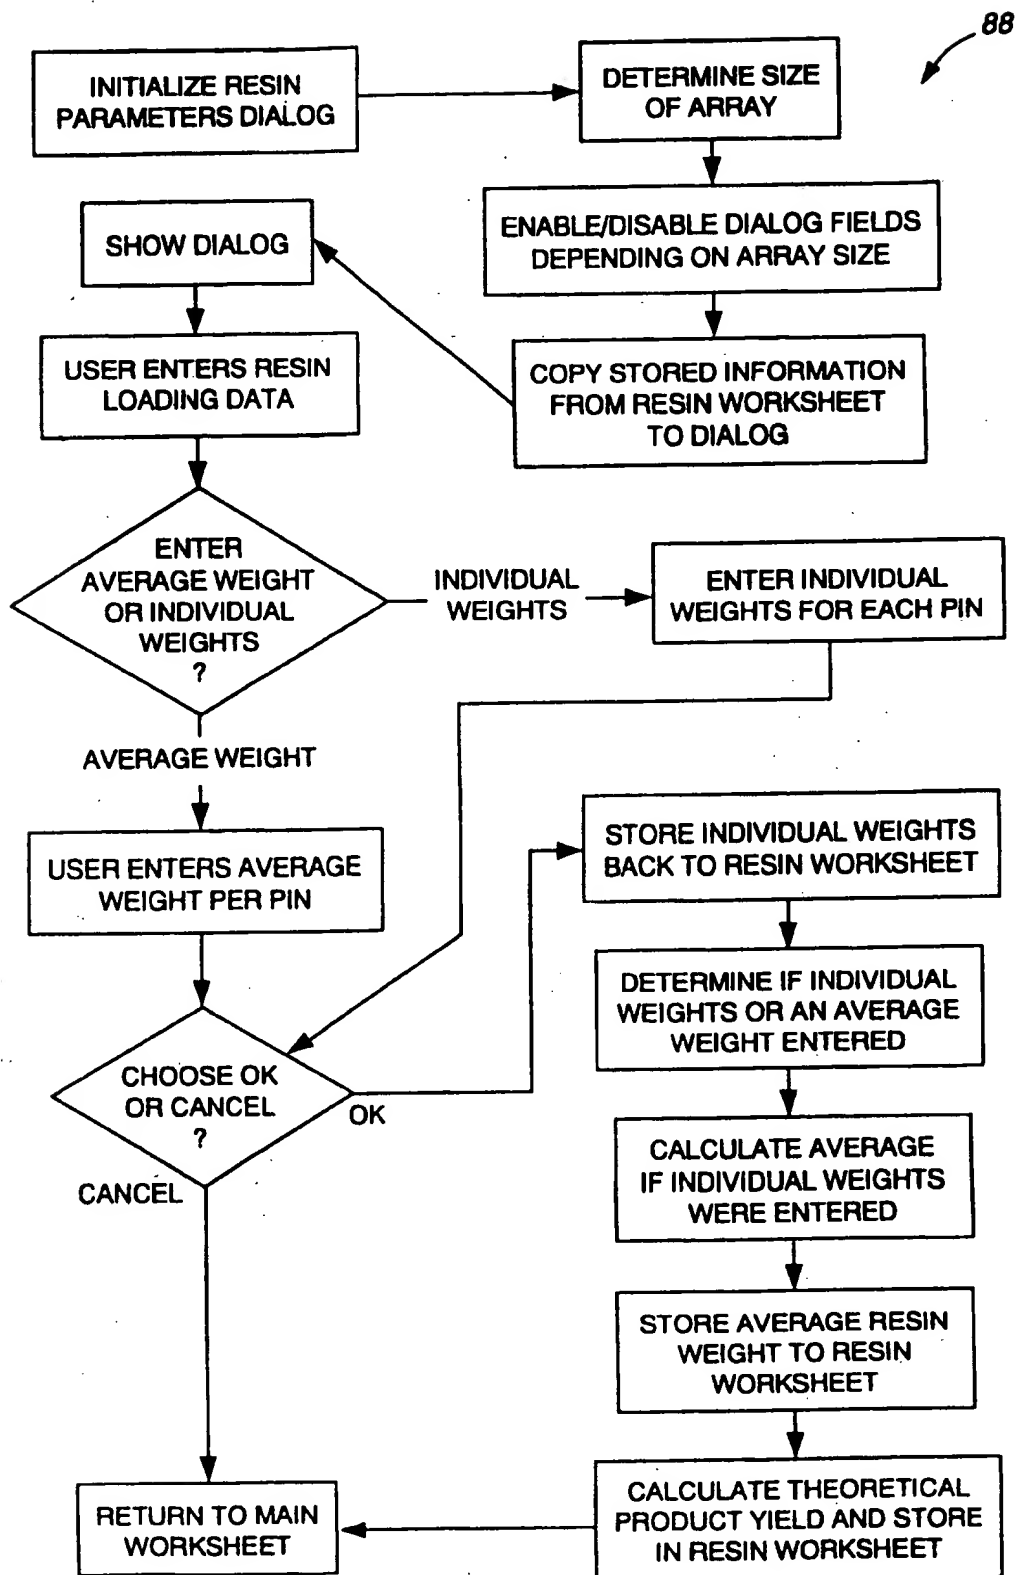 88
INITIALIZE RESIN
PARAMETERS DIALOG
DETERMINE SIZE
OF ARRAY
ENABLE/DISABLE DIALOG FIELDS
DEPENDING ON ARRAY SIZE
COPY STORED INFORMATION
FROM RESIN WORKSHEET
TO DIALOG
SHOW DIALOG
USER ENTERS RESIN
LOADING DATA
ENTER
AVERAGE WEIGHT
OR INDIVIDUAL
WEIGHTS
?
INDIVIDUAL
WEIGHTS
ENTER INDIVIDUAL
WEIGHTS FOR EACH PIN
AVERAGE WEIGHT
USER ENTERS AVERAGE
WEIGHT PER PIN
CHOOSE OK
OR CANCEL
?
OK
CANCEL
STORE INDIVIDUAL WEIGHTS
BACK TO RESIN WORKSHEET
DETERMINE IF INDIVIDUAL
WEIGHTS OR AN AVERAGE
WEIGHT ENTERED
CALCULATE AVERAGE
IF INDIVIDUAL WEIGHTS
WERE ENTERED
STORE AVERAGE RESIN
WEIGHT TO RESIN
WORKSHEET
CALCULATE THEORETICAL
PRODUCT YIELD AND STORE
IN RESIN WORKSHEET
RETURN TO MAIN
WORKSHEET